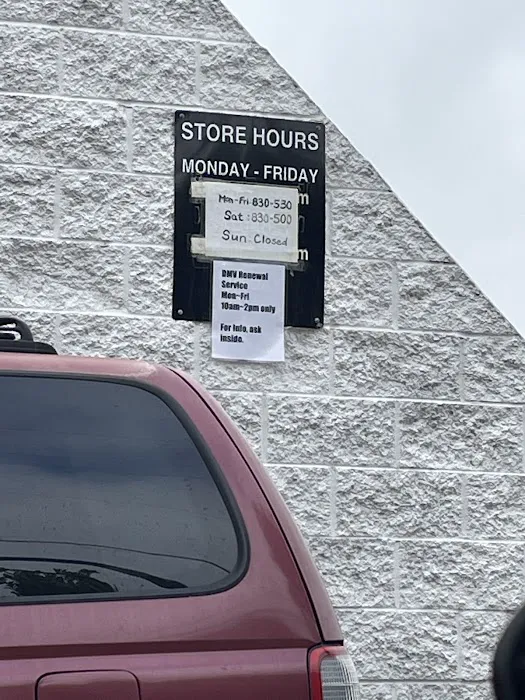 STORE HOURS
MONDAY - FRIDAY
m
Mon-Fri 830-530
Sat: 830-500
Sun: Closed
m
DMV Renewal
Service
Mon-Fri
10am-2pm only
For info, ask
inside.